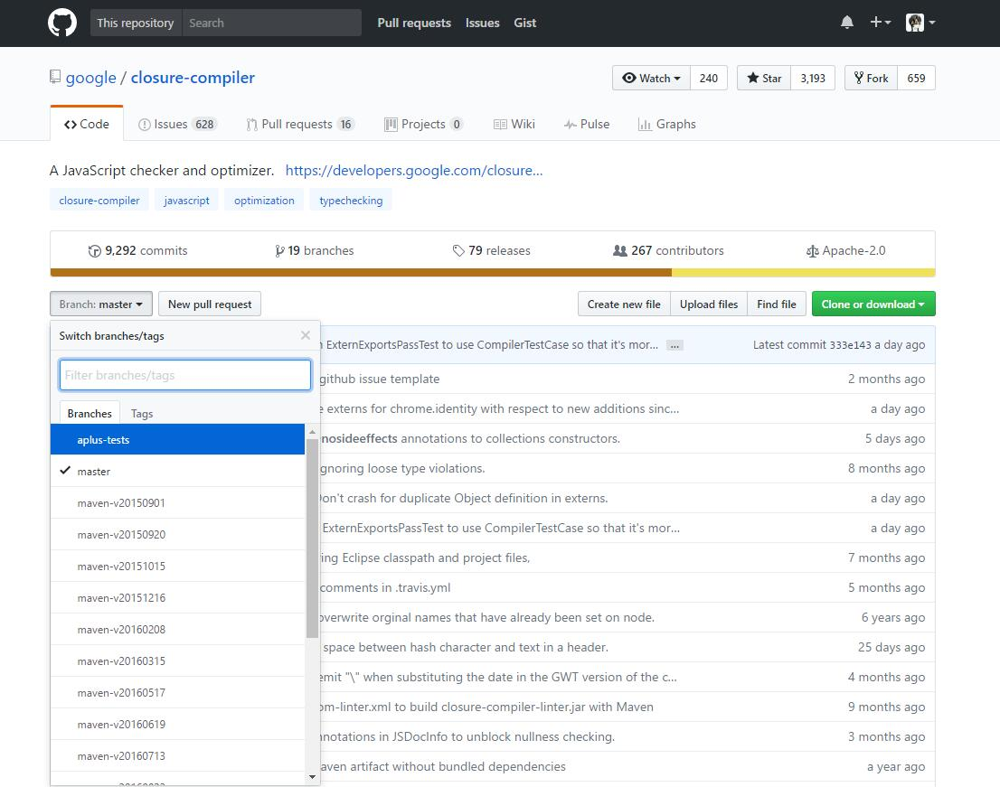 This repository Search Pull requests Issues Gist
google / closure-compiler Watch 240 Star 3,193 Fork 659
Code Issues 628 Pull requests 16 Projects 0 Wiki Pulse Graphs
A JavaScript checker and optimizer. https://developers.google.com/closure...
closure-compiler javascript optimization typechecking
9,292 commits 19 branches 79 releases 267 contributors Apache-2.0
Branch: master New pull request Create new file Upload files Find file Clone or download
Switch branches/tags
Filter branches/tags
Branches Tags
aplus-tests
master
maven-v20150901
maven-v20150920
maven-v20151015
maven-v20151216
maven-v20160208
maven-v20160315
maven-v20160517
maven-v20160619
maven-v20160713
ExternExportsPassTest to use CompilerTestCase so that it's mor... ... Latest commit 333e143 a day ago
github issue template 2 months ago
externs for chrome.identity with respect to new additions sinc... a day ago
nosideeffects annotations to collections constructors. 5 days ago
ignoring loose type violations. 8 months ago
Don't crash for duplicate Object definition in externs. a day ago
ExternExportsPassTest to use CompilerTestCase so that it's mor... a day ago
Eclipse classpath and project files, 7 months ago
comments in .travis.yml 5 months ago
overwrite orginal names that have already been set on node. 6 years ago
space between hash character and text in a header. 25 days ago
emit "\" when substituting the date in the GWT version of the c... 4 months ago
om-linter.xml to build closure-compiler-linter.jar with Maven 9 months ago
annotations in JSDocInfo to unblock nullness checking. 3 months ago
maven artifact without bundled dependencies a year ago